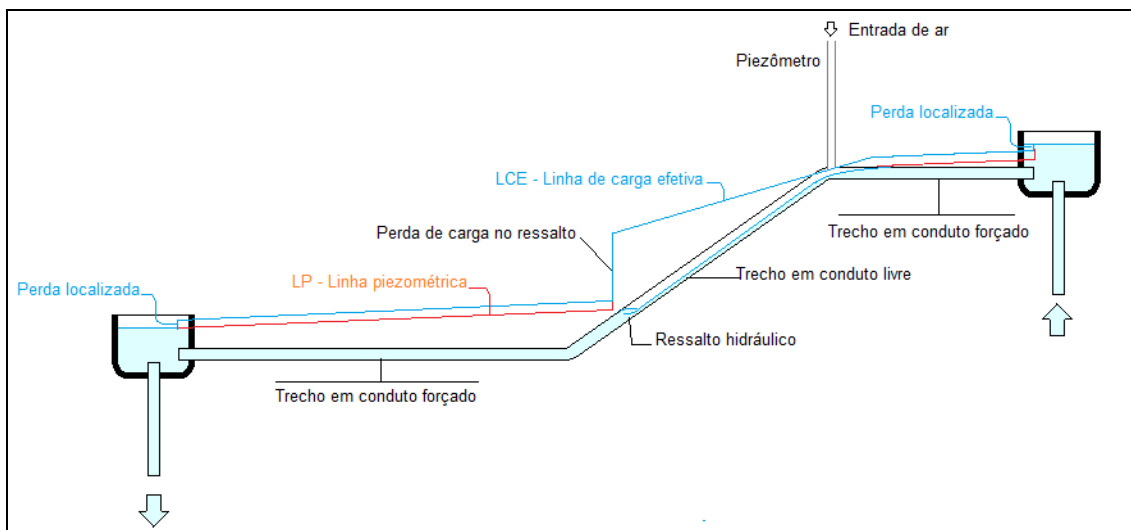 Entrada de ar
Piezômetro
Perda localizada
LCE - Linha de carga efetiva
Perda de carga no ressalto
Trecho em conduto forçado
Trecho em conduto livre
Perda localizada
LP - Linha piezométrica
Ressalto hidráulico
Trecho em conduto forçado